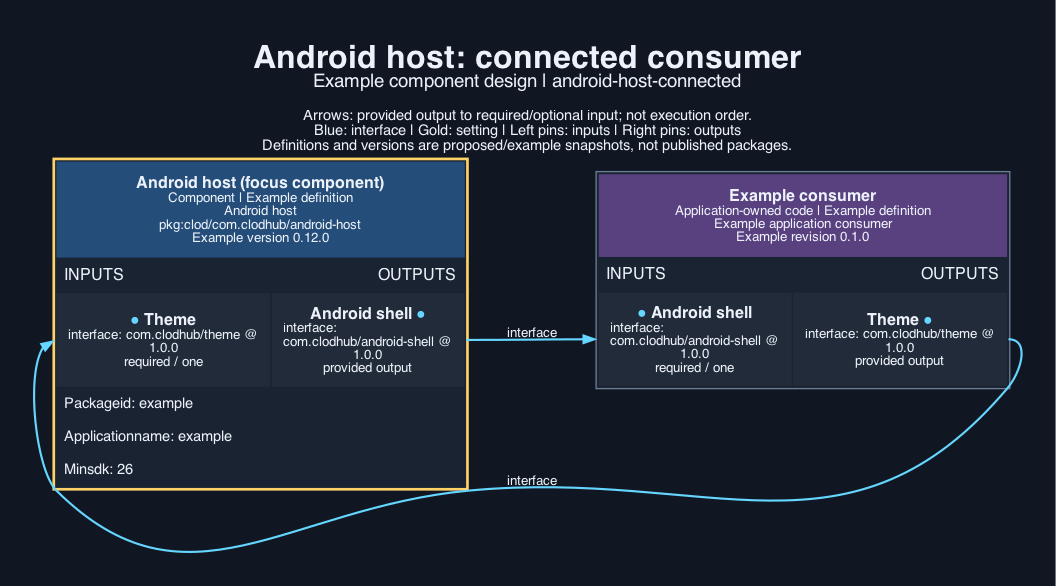 Android host: connected consumer
Example component design | android-host-connected
Arrows: provided output to required/optional input; not execution order.
Blue: interface | Gold: setting | Left pins: inputs | Right pins: outputs
Definitions and versions are proposed/example snapshots, not published packages.
Android host (focus component)
Component | Example definition
Android host
pkg:clod/com.clodhub/android-host
Example version 0.12.0
INPUTS
OUTPUTS
Theme
interface: com.clodhub/theme @
1.0.0
required / one
Android shell
interface:
com.clodhub/android-shell @
1.0.0
provided output
Packageid: example
Applicationname: example
Minsdk: 26
interface
Example consumer
Application-owned code | Example definition
Example application consumer
Example revision 0.1.0
INPUTS
OUTPUTS
Android shell
interface:
com.clodhub/android-shell @
1.0.0
required / one
Theme
interface: com.clodhub/theme @
1.0.0
provided output
interface